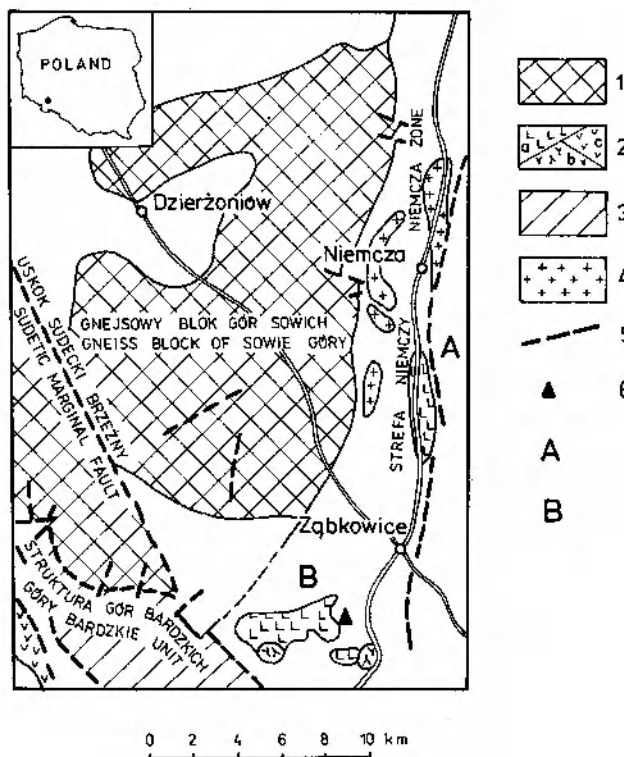 POLAND
Dzierżoniów
Niemcza
NIEMCZA ZONE
STREFA NIEMCZY
USKOK SUDECKI BRZEŻNY
SUDETIC MARGINAL FAULT
GNEJSOWY BLOK GÓR SOWICH
GNEISS BLOCK OF SOWIE GÓRY
A
Ząbkowice
B
STRUKTURA GÓR BARDZKICH
GÓRY BARDZKIE UNIT
1
a b c 2
3
4
5
6
A
B
0 2 4 6 8 10 km